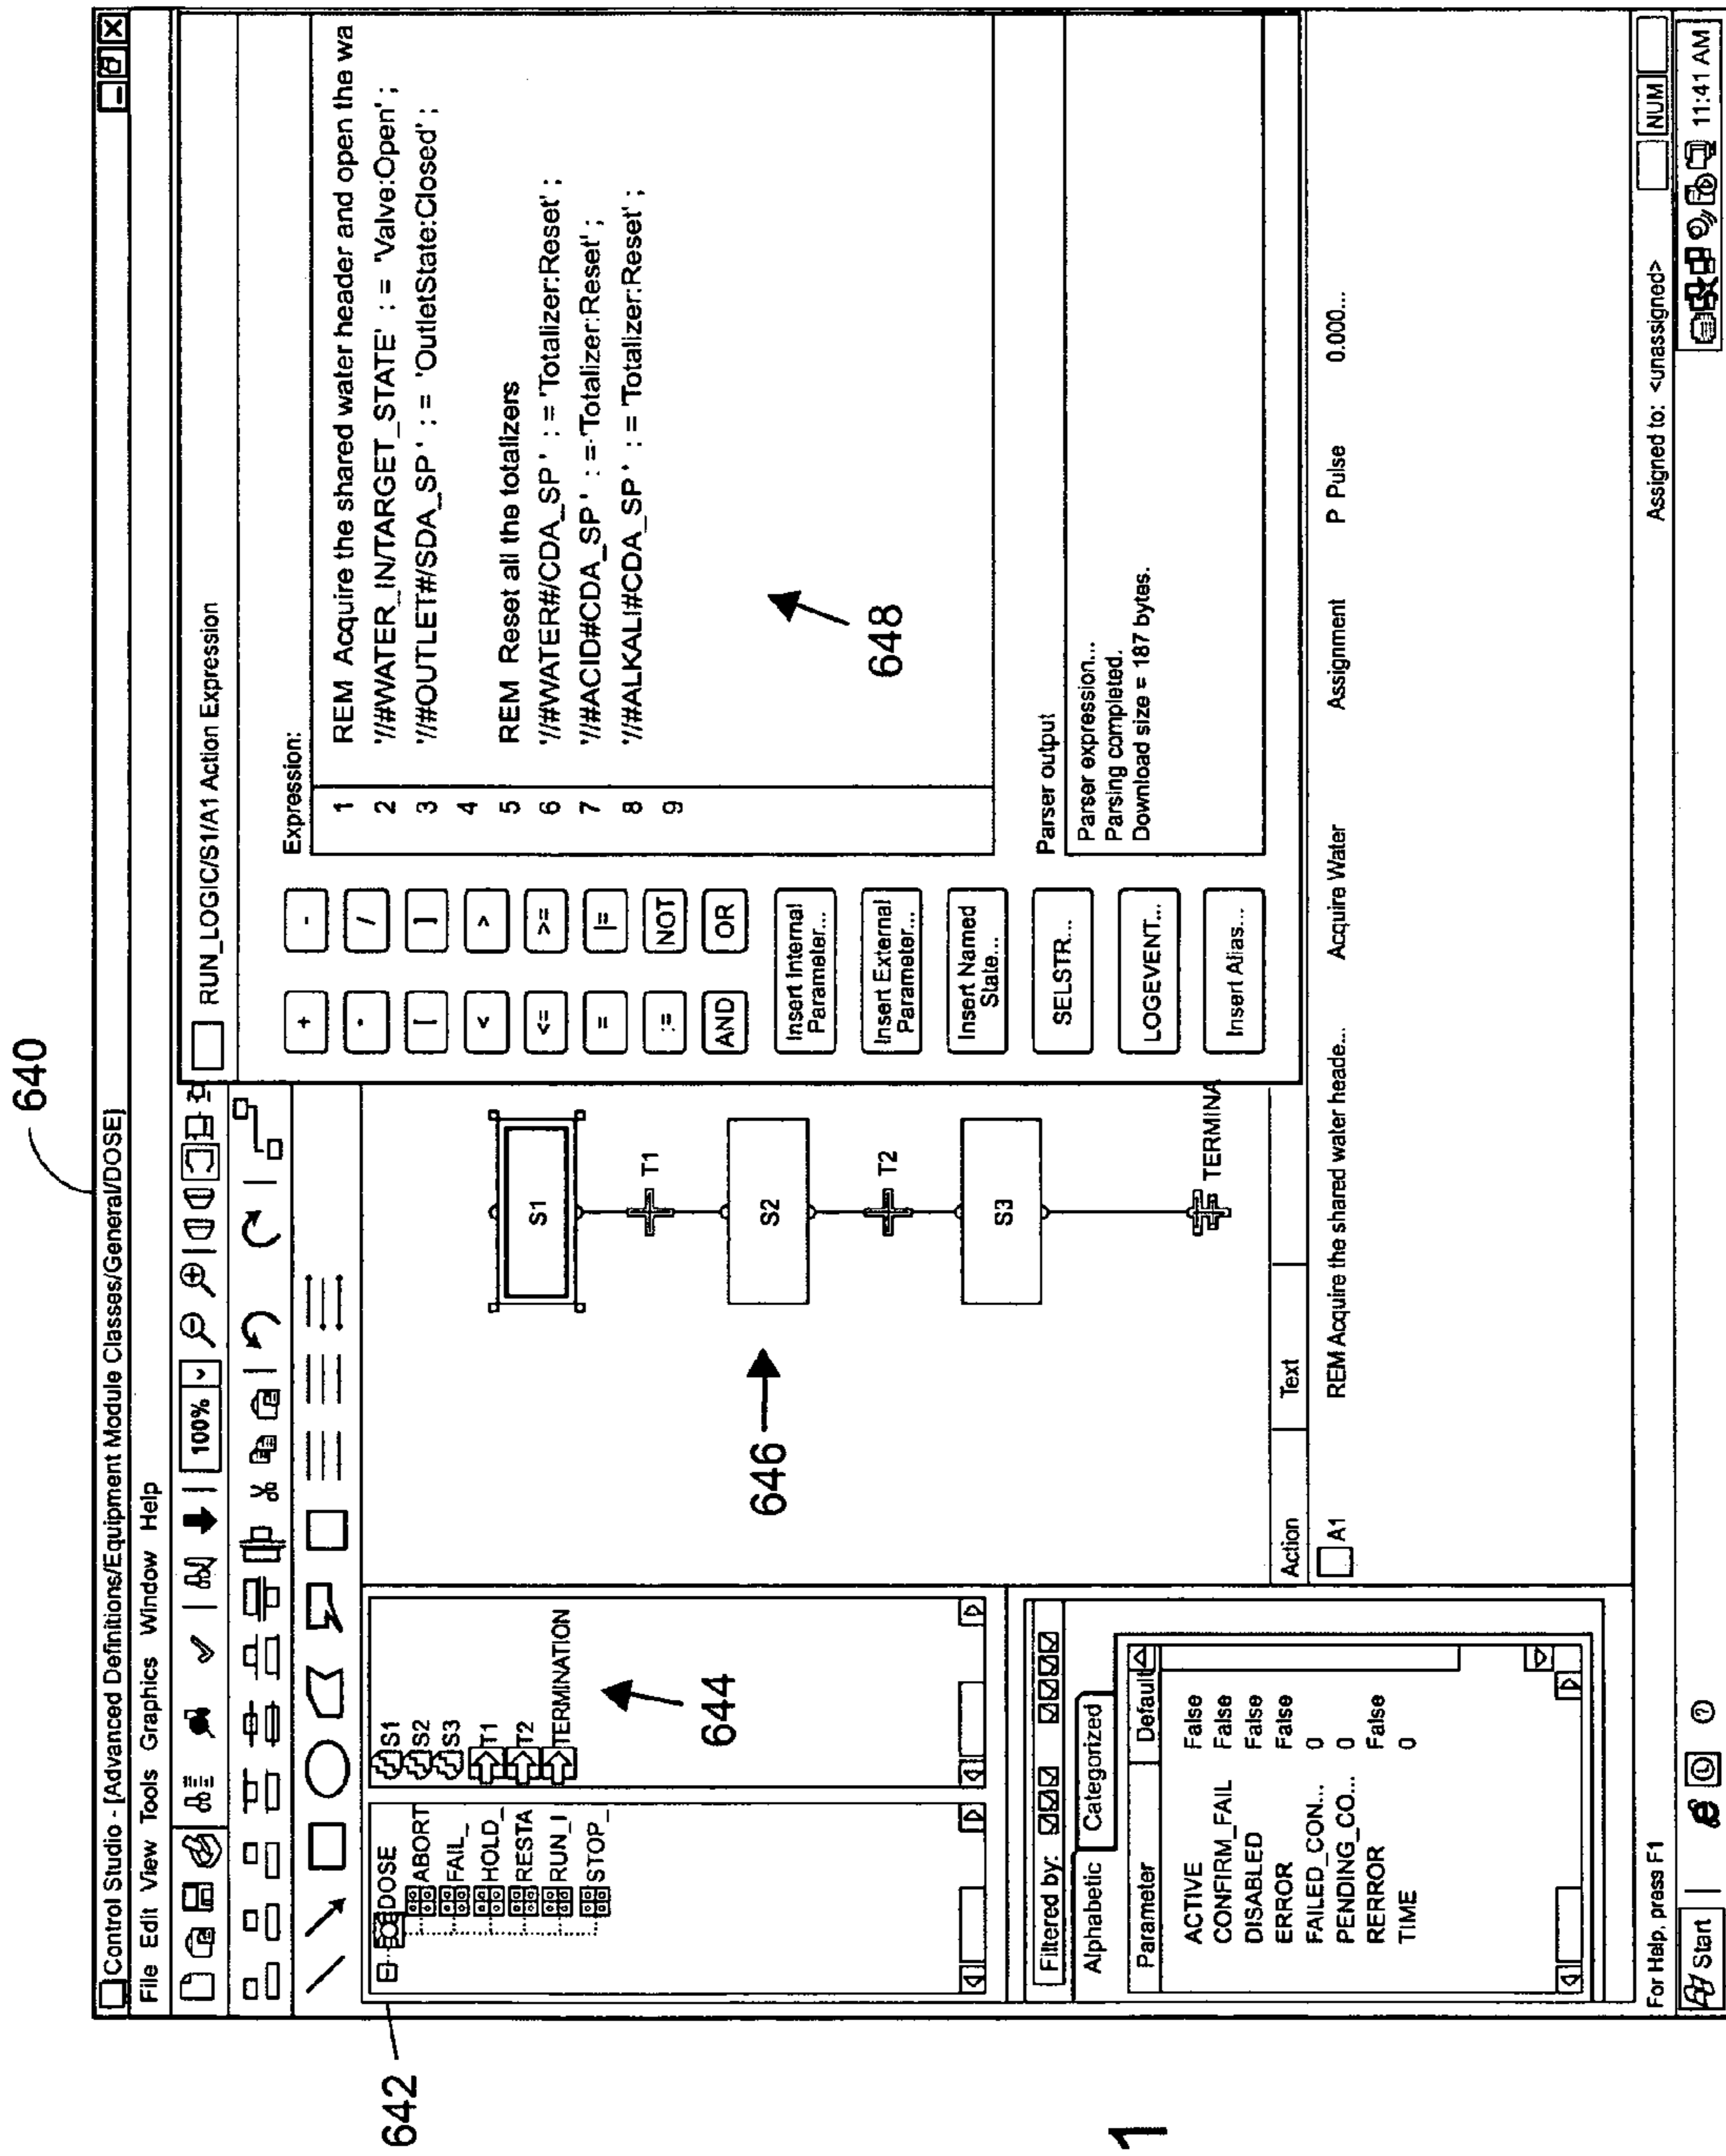 640
Control Studio - [Advanced Definitions/Equipment Module Classes/General/DOSE]
File Edit View Tools Graphics Window Help
100%
642
DOSE
ABORT
FAIL_
HOLD_
RESTA
RUN_I
STOP_
S1
S2
S3
T1
T2
TERMINATION
644
Filtered by:
Alphabetic Categorized
Parameter Default
ACTIVE False
CONFIRM_FAIL False
DISABLED False
ERROR False
FAILED_CON... 0
PENDING_CO... 0
RERROR False
TIME 0
S1
T1
S2
T2
S3
TERMINA
646
RUN_LOGIC/S1/A1 Action Expression
+ -
* /
[ ]
< >
<= >=
= |=
:= NOT
AND OR
Insert Internal
Parameter...
Insert External
Parameter...
Insert Named
State...
SELSTR...
LOGEVENT...
Insert Alias...
Expression:
1 REM Acquire the shared water header and open the wa
2 '//#WATER_IN/TARGET_STATE' : = 'Valve:Open' ;
3 '//#OUTLET#/SDA_SP ' : = 'OutletState:Closed' ;
4
5 REM Reset all the totalizers
6 '//#WATER#/CDA_SP ' : = 'Totalizer:Reset' ;
7 '//#ACID#CDA_SP ' : = 'Totalizer:Reset' ;
8 '//#ALKALI#CDA_SP ' : = 'Totalizer:Reset' ;
9
648
Parser output
Parser expression...
Parsing completed.
Download size = 187 bytes.
Action Text
A1 REM Acquire the shared water heade... Acquire Water Assignment P Pulse 0.000...
For Help, press F1 Assigned to: <unassigned> NUM
Start 11:41 AM
1